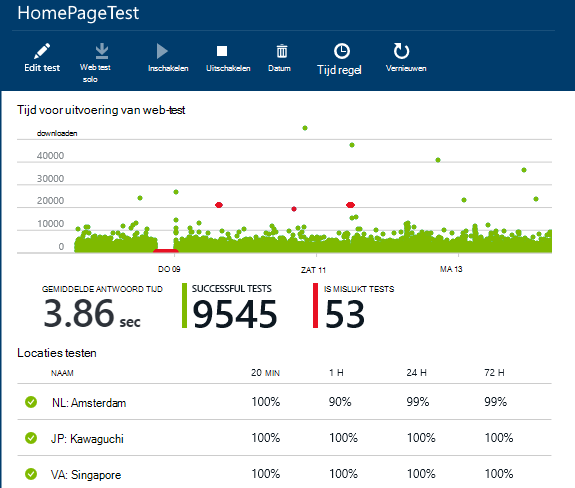 HomePageTest
Edit test
Web test
solo
Inschakelen
Uitschakelen
Datum
Tijd regel
Vernieuwen
Tijd voor uitvoering van web-test
downloaden
40000
30000
20000
10000
0
DO 09
ZAT 11
MA 13
GEMIDDELDE ANTWOORD TIJD
SUCCESSFUL TESTS
IS MISLUKT TESTS
3.86 sec
9545
53
Locaties testen
NAAM 20 MIN 1 H 24 H 72 H
NL: Amsterdam 100% 90% 99% 99%
JP: Kawaguchi 100% 100% 100% 100%
VA: Singapore 100% 100% 100% 100%